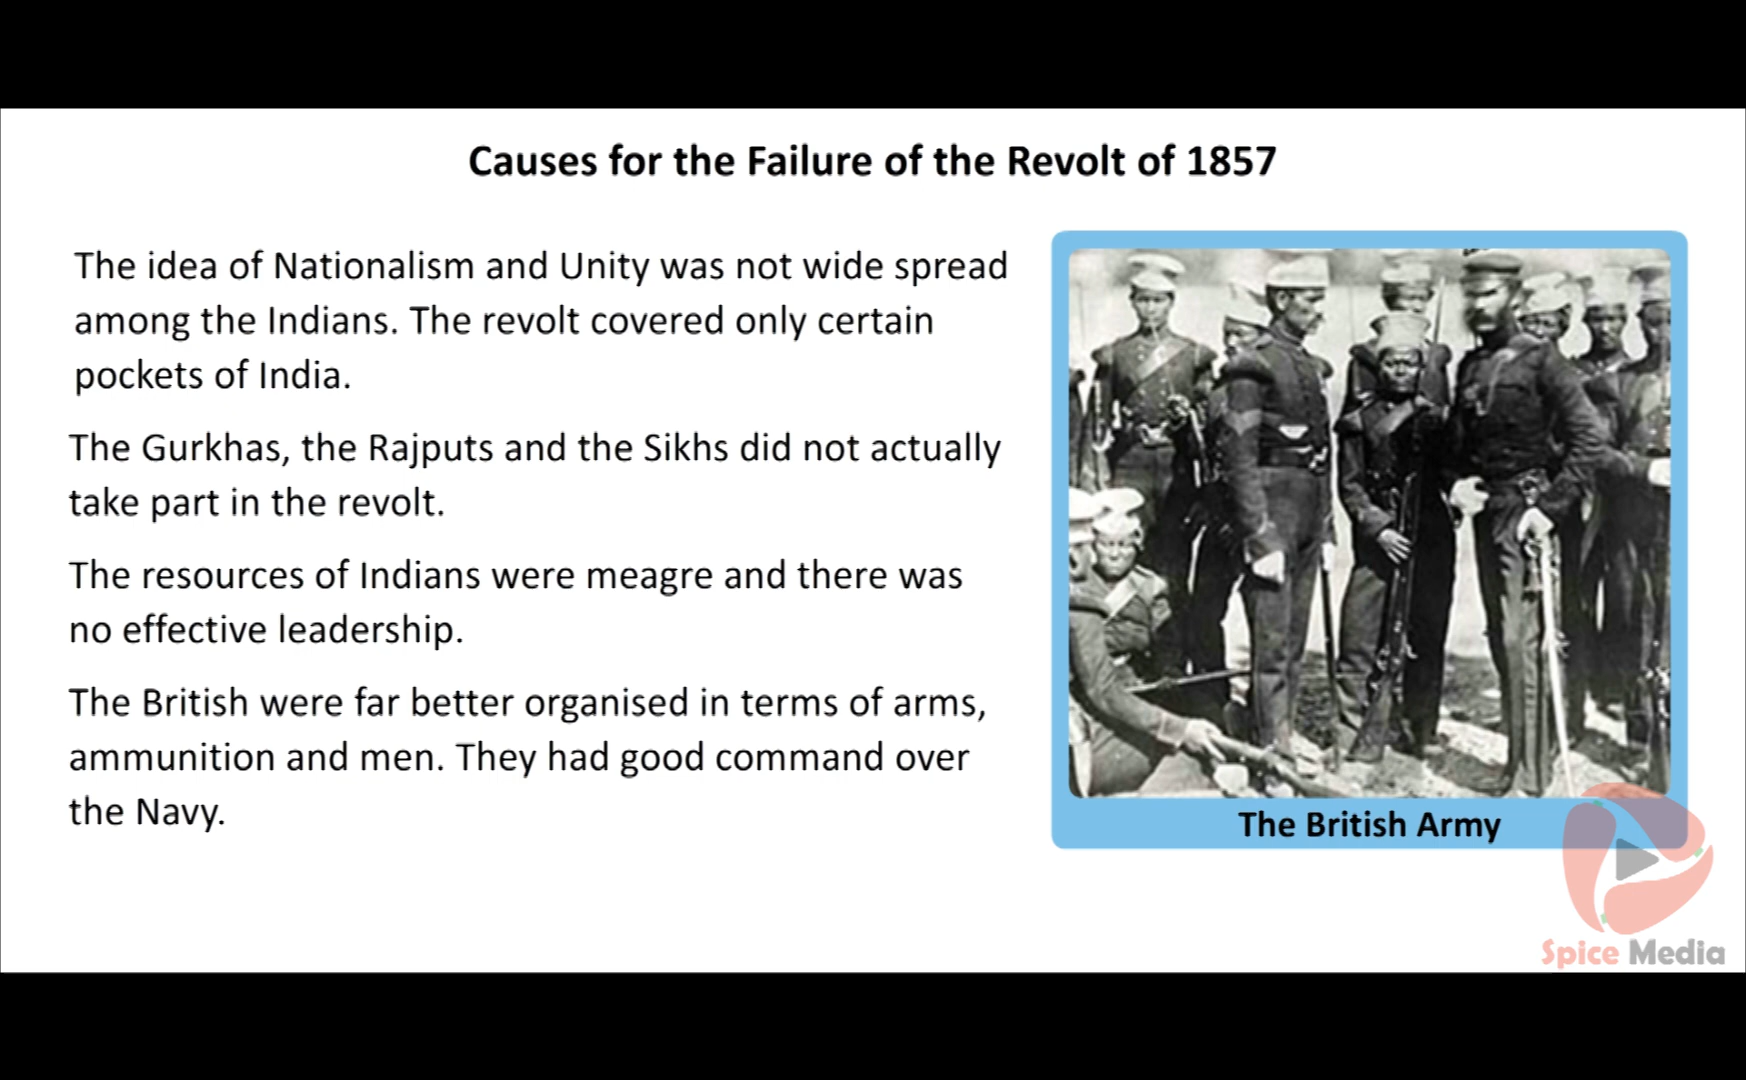 Causes for the Failure of the Revolt of 1857
The idea of Nationalism and Unity was not wide spread
among the Indians. The revolt covered only certain
pockets of India.
The Gurkhas, the Rajputs and the Sikhs did not actually
take part in the revolt.
The resources of Indians were meagre and there was
no effective leadership.
The British were far better organised in terms of arms,
ammunition and men. They had good command over
the Navy.
The British Army
Spice Media